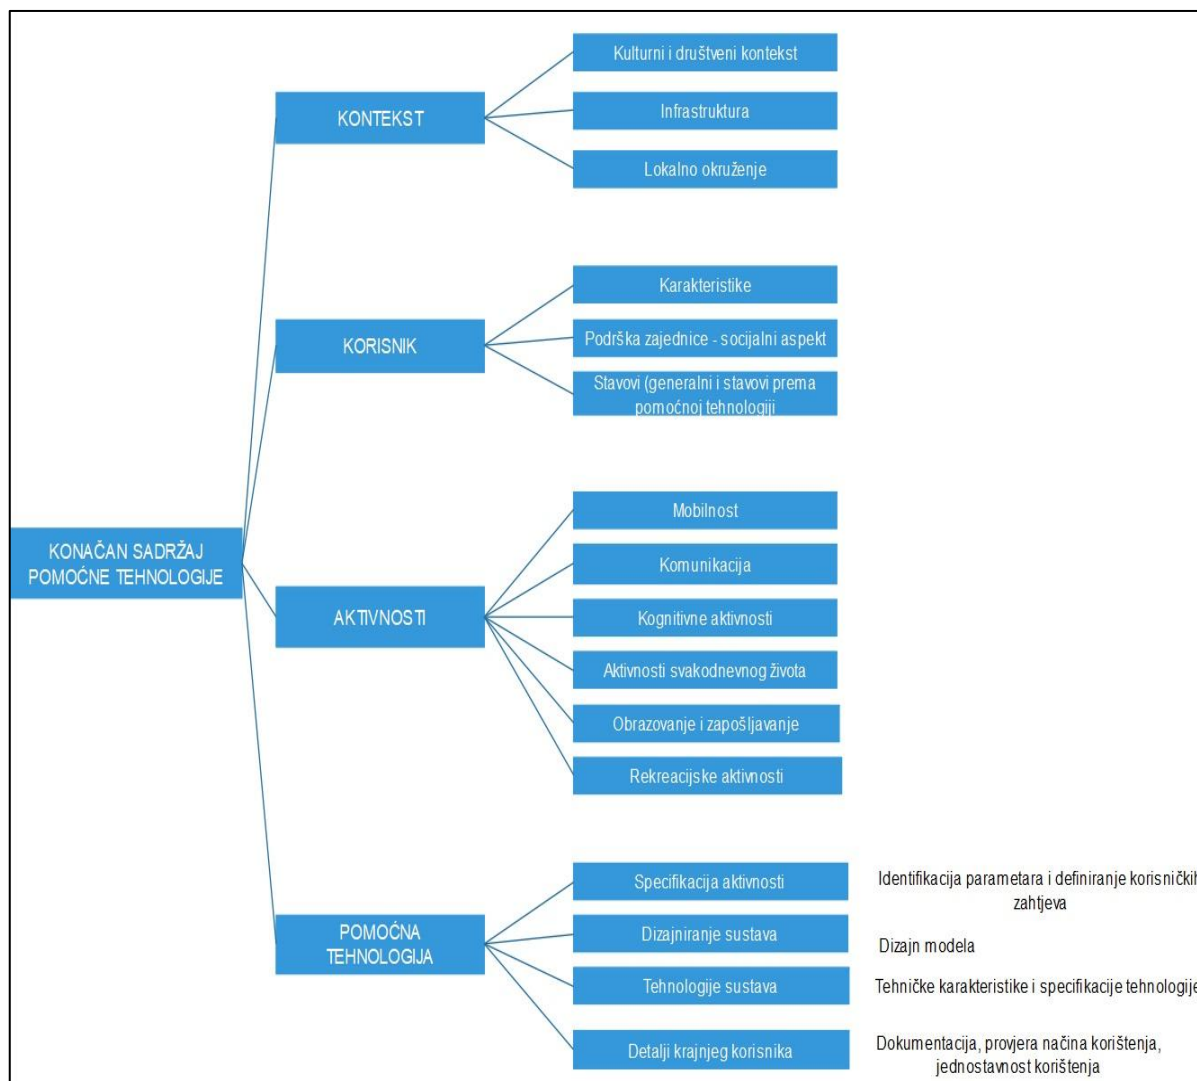 KONAČAN SADRŽAJ
POMOĆNE TEHNOLOGIJE
KONTEKST
Kulturni i društveni kontekst
Infrastruktura
Lokalno okruženje
KORISNIK
Karakteristike
Podrška zajednice - socijalni aspekt
Stavovi (generalni i stavovi prema
pomoćnoj tehnologiji
AKTIVNOSTI
Mobilnost
Komunikacija
Kognitivne aktivnosti
Aktivnosti svakodnevnog života
Obrazovanje i zapošljavanje
Rekreacijske aktivnosti
POMOĆNA
TEHNOLOGIJA
Specifikacija aktivnosti
Identifikacija parametara i definiranje korisničkih
zahtjeva
Dizajniranje sustava
Dizajn modela
Tehnologije sustava
Tehničke karakteristike i specifikacije tehnologije
Detalji krajnjeg korisnika
Dokumentacija, provjera načina korištenja,
jednostavnost korištenja